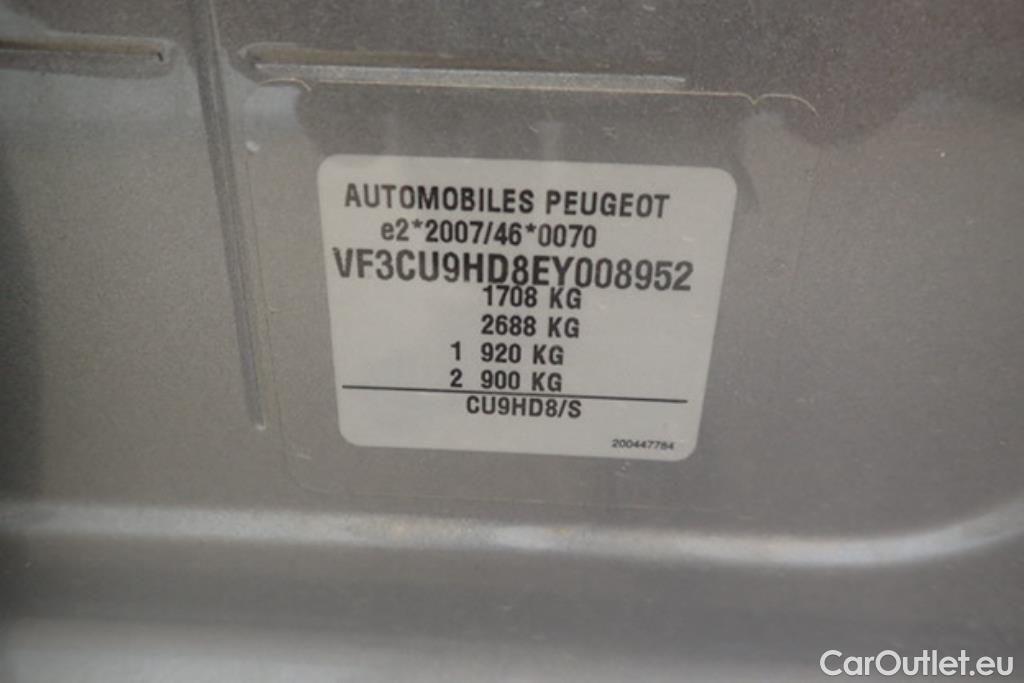 AUTOMOBILES PEUGEOT
e2*2007/46*0070
VF3CU9HD8EY008952
1708 KG
2688 KG
1 920 KG
2 900 KG
CU9HD8/S
200447784
CarOutlet.eu